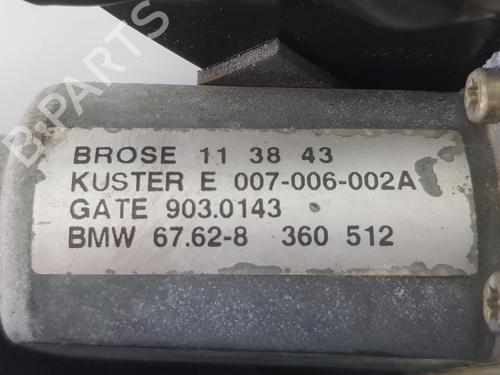 B-PARTS
BROSE 11 38 43
KUSTER E 007-006-002A
GATE 903.0143
BMW 67.62-8 360 512